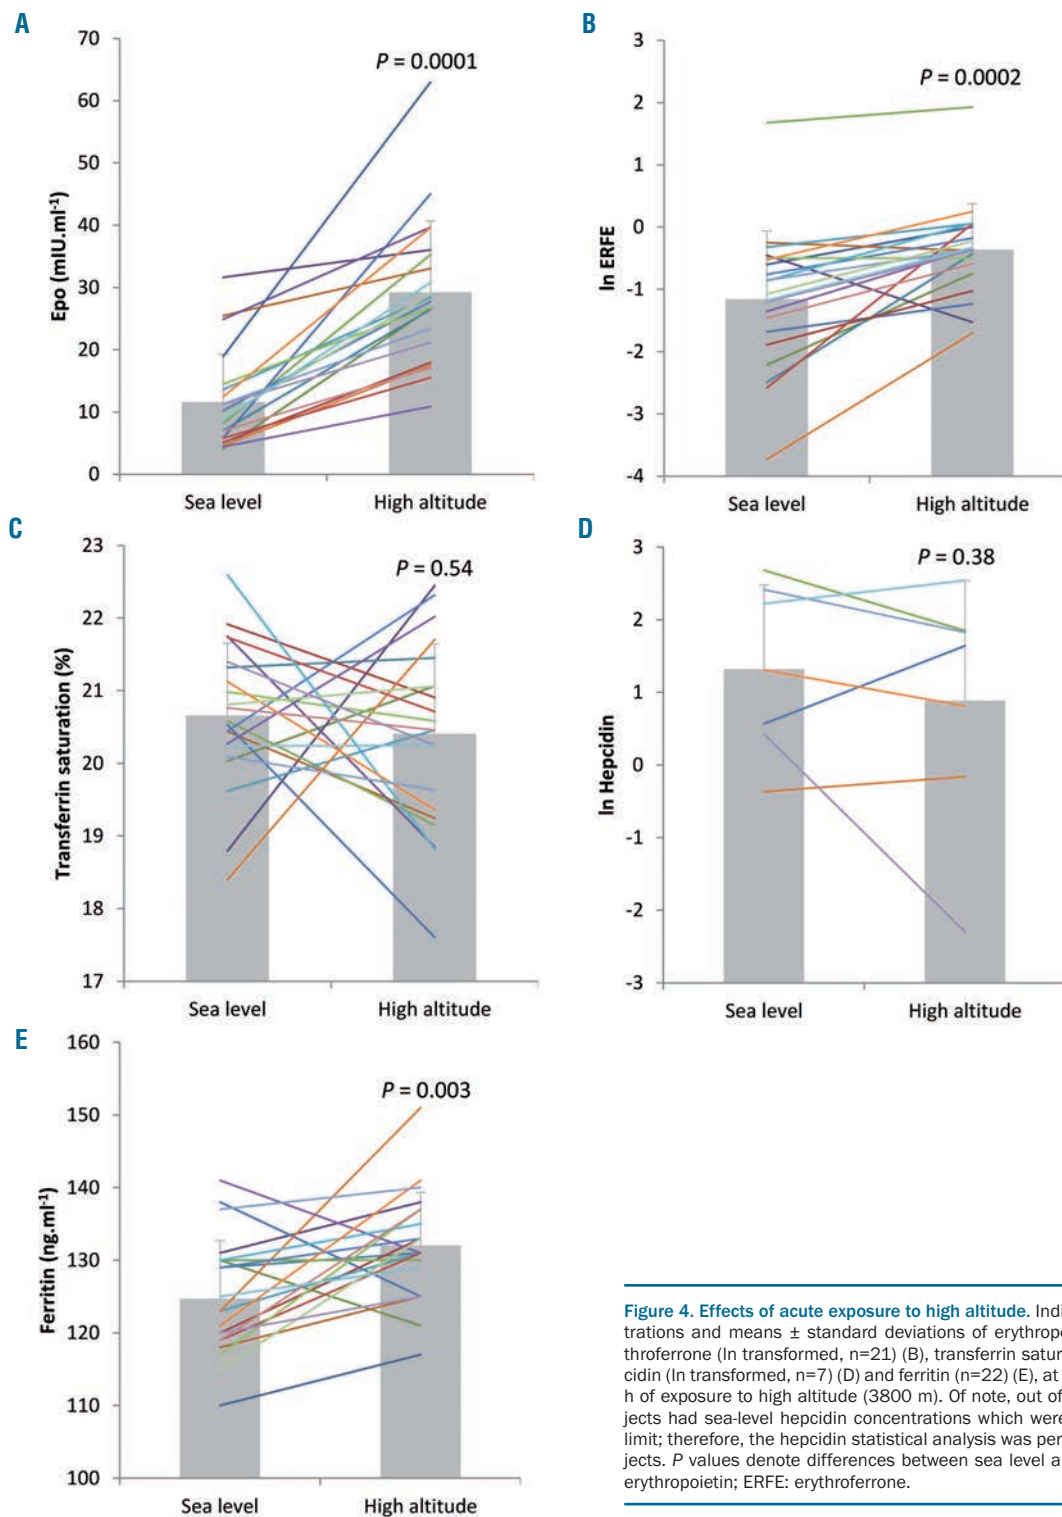 A
70
60
50
40
30
20
10
0
Epo (mIU.ml-1)
P = 0.0001
Sea level
High altitude
B
3
2
1
0
-1
-2
-3
-4
ln ERFE
P = 0.0002
Sea level
High altitude
C
23
22
21
20
19
18
17
Transferrin saturation (%)
P = 0.54
Sea level
High altitude
D
3
2
1
0
-1
-2
-3
ln Hepcidin
P = 0.38
Sea level
High altitude
E
160
150
140
130
120
110
100
Ferritin (ng.ml-1)
P = 0.003
Sea level
High altitude
Figure 4. Effects of acute exposure to high altitude. Indi
trations and means ± standard deviations of erythrop
throferrone (ln transformed, n=21) (B), transferrin satur
cidin (ln transformed, n=7) (D) and ferritin (n=22) (E), at
h of exposure to high altitude (3800 m). Of note, out of
jects had sea-level hepcidin concentrations which were
limit; therefore, the hepcidin statistical analysis was per
jects. P values denote differences between sea level a
erythropoietin; ERFE: erythroferrone.